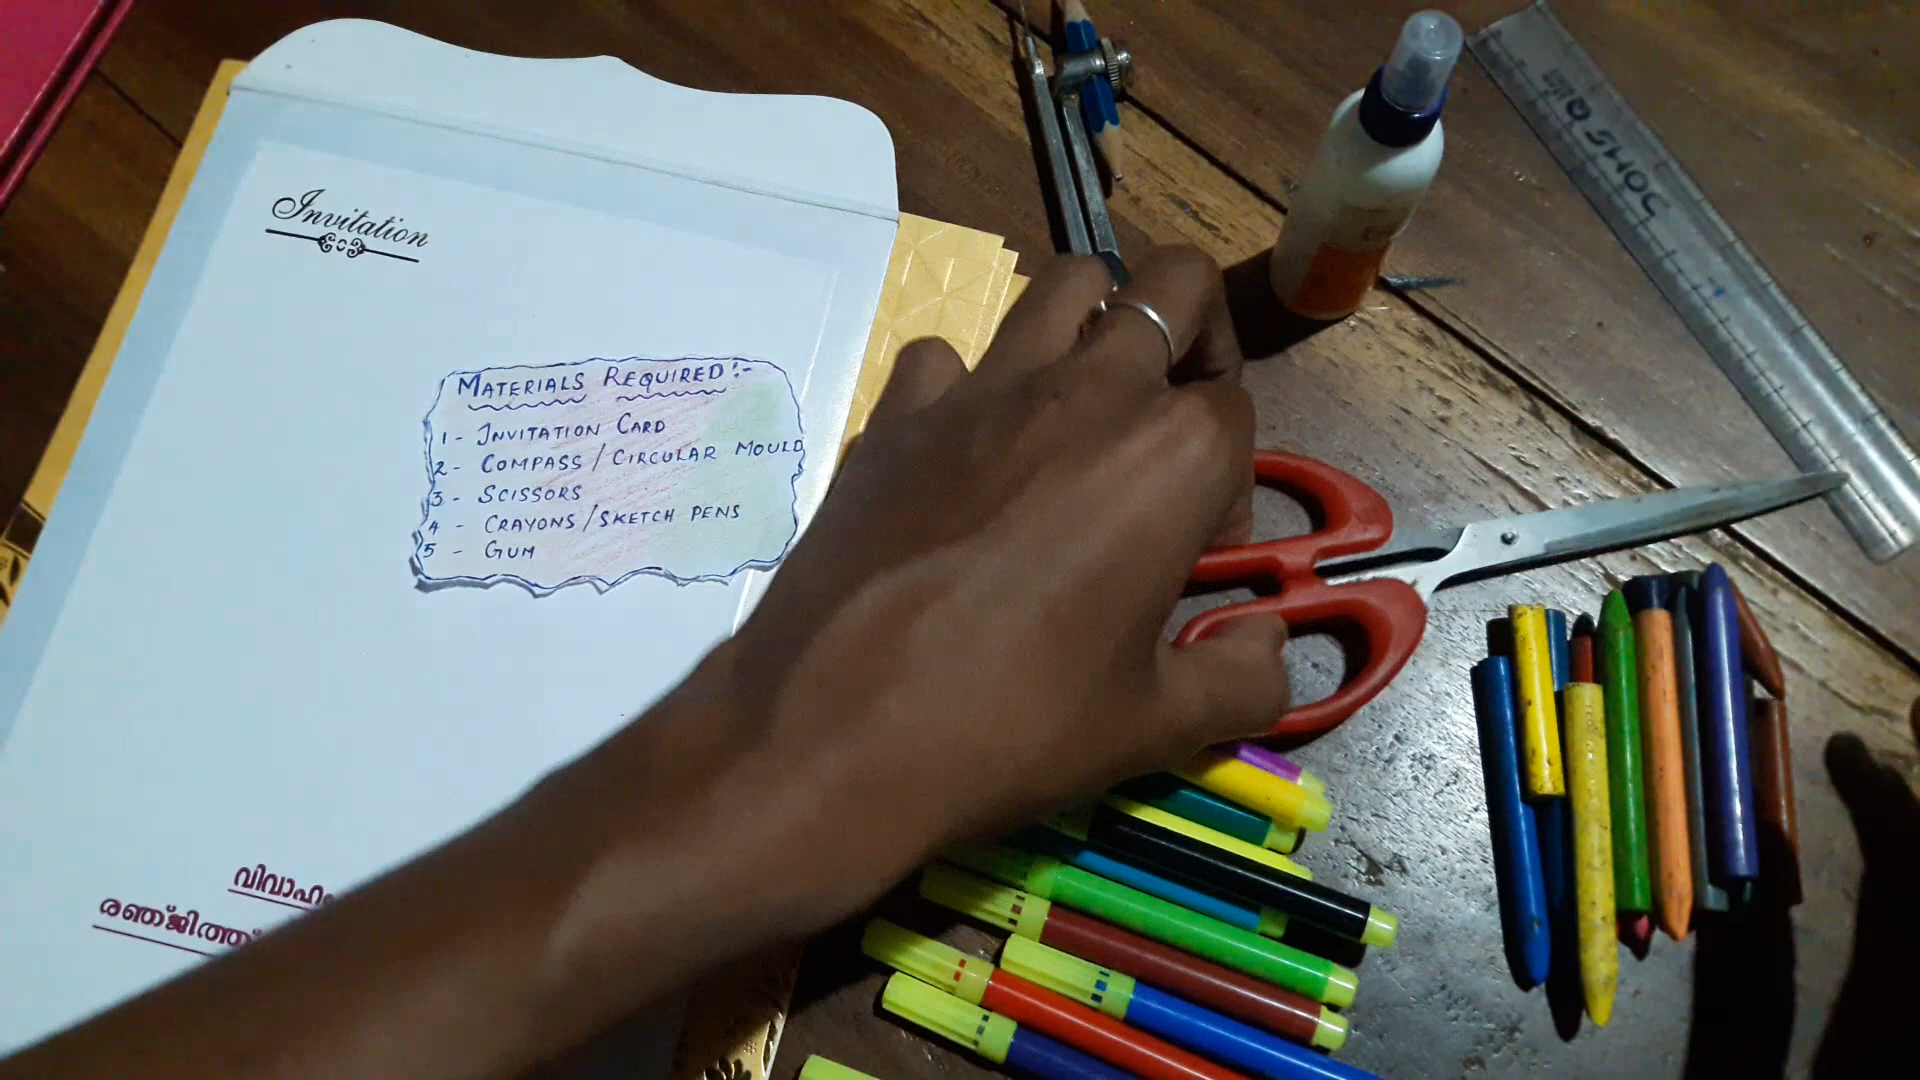 Invitation
MATERIALS REQUIRED :-
1 - INVITATION CARD
2 - COMPASS / CIRCULAR MOULD
3 - SCISSORS
4 - CRAYONS / SKETCH PENS
5 - GUM